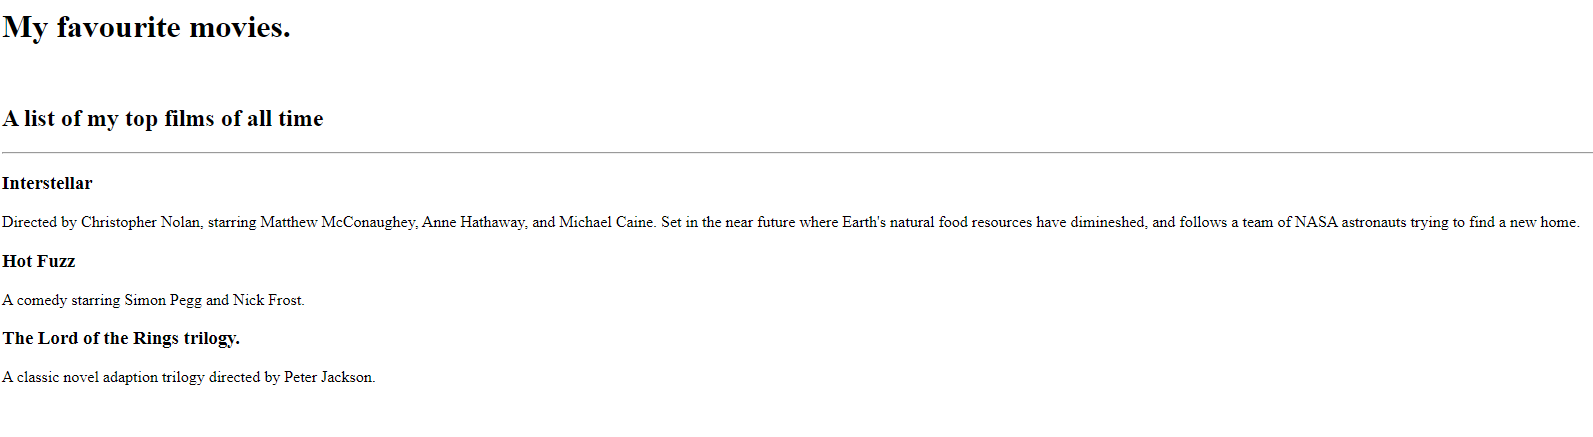 My favourite movies.
A list of my top films of all time
Interstellar
Directed by Christopher Nolan, starring Matthew McConaughey, Anne Hathaway, and Michael Caine. Set in the near future where Earth's natural food resources have dimineshed, and follows a team of NASA astronauts trying to find a new home.
Hot Fuzz
A comedy starring Simon Pegg and Nick Frost.
The Lord of the Rings trilogy.
A classic novel adaption trilogy directed by Peter Jackson.